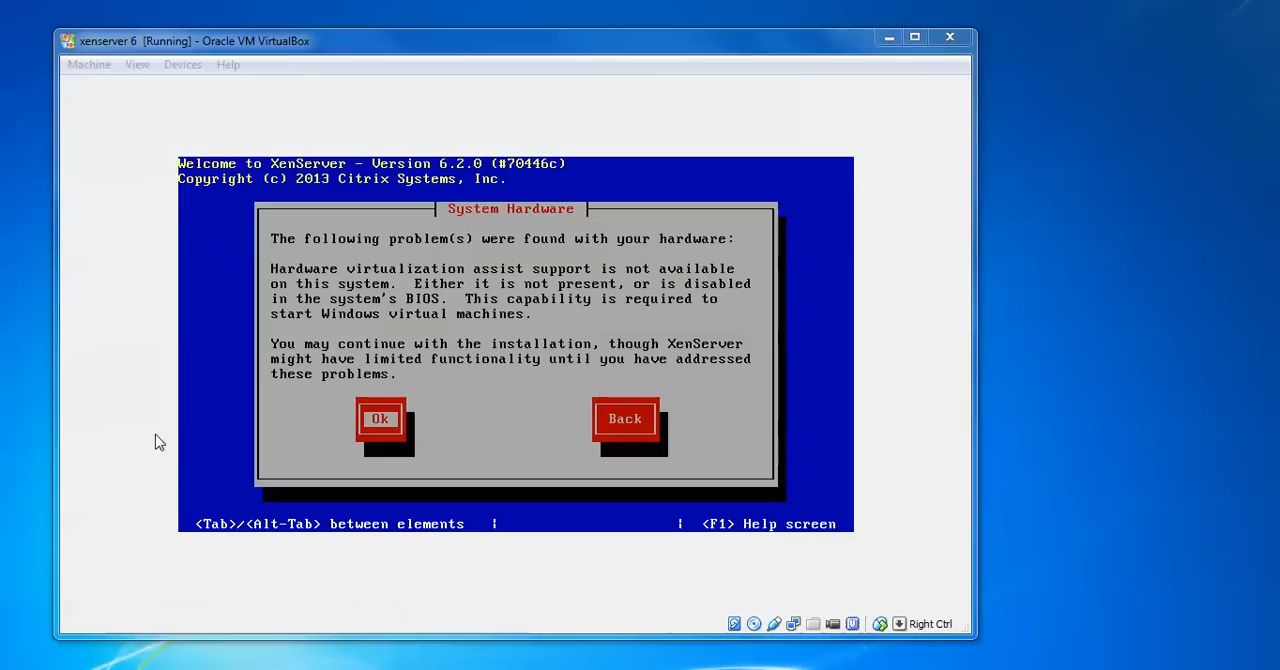 xenserver 6 [Running] - Oracle VM VirtualBox
Machine View Devices Help
Welcome to XenServer - Version 6.2.0 (#70446c)
Copyright (c) 2013 Citrix Systems, Inc.
System Hardware
The following problem(s) were found with your hardware:
Hardware virtualization assist support is not available
on this system.  Either it is not present, or is disabled
in the system's BIOS.  This capability is required to
start Windows virtual machines.
You may continue with the installation, though XenServer
might have limited functionality until you have addressed
these problems.
Ok Back
<Tab>/<Alt-Tab> between elements | | <F1> Help screen
Right Ctrl